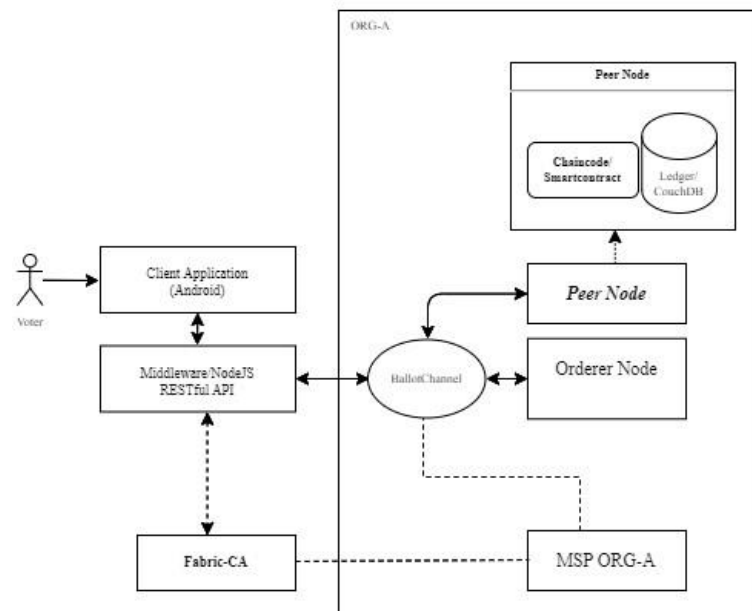 ORG-A
Peer Node
Chaincode/
Smartcontract
Ledger/
CouchDB
Client Application
(Android)
Voter
Peer Node
Middleware/NodeJS
RESTful API
BallotChannel
Orderer Node
Fabric-CA
MSP ORG-A